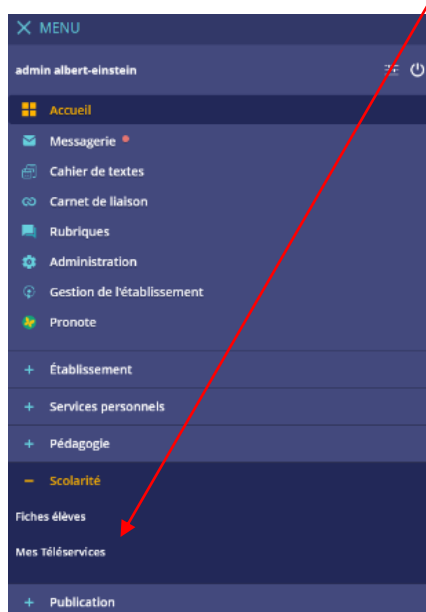 MENU
admin albert-einstein
Accueil
Messagerie
Cahier de textes
Carnet de liaison
Rubriques
Administration
Gestion de l'établissement
Pronote
+ Établissement
+ Services personnels
+ Pédagogie
− Scolarité
Fiches élèves
Mes Téléservices
+ Publication